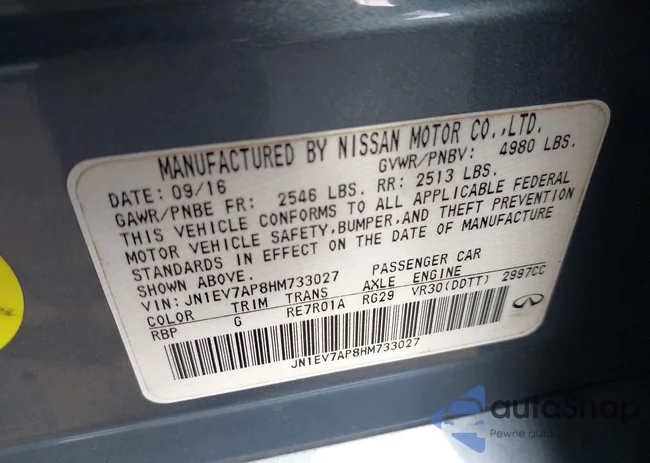 MANUFACTURED BY NISSAN MOTOR CO.,LTD.
DATE: 09/16 GVWR/PNBV: 4980 LBS.
GAWR/PNBE FR: 2546 LBS. RR: 2513 LBS.
THIS VEHICLE CONFORMS TO ALL APPLICABLE FEDERAL
MOTOR VEHICLE SAFETY,BUMPER,AND THEFT PREVENTION
STANDARDS IN EFFECT ON THE DATE OF MANUFACTURE
SHOWN ABOVE.
VIN: JN1EV7AP8HM733027 PASSENGER CAR
COLOR TRIM TRANS AXLE ENGINE
RBP G RE7R01A RG29 VR30(DDTT) 2997CC
JN1EV7AP8HM733027
autoSnap
Pewne auta